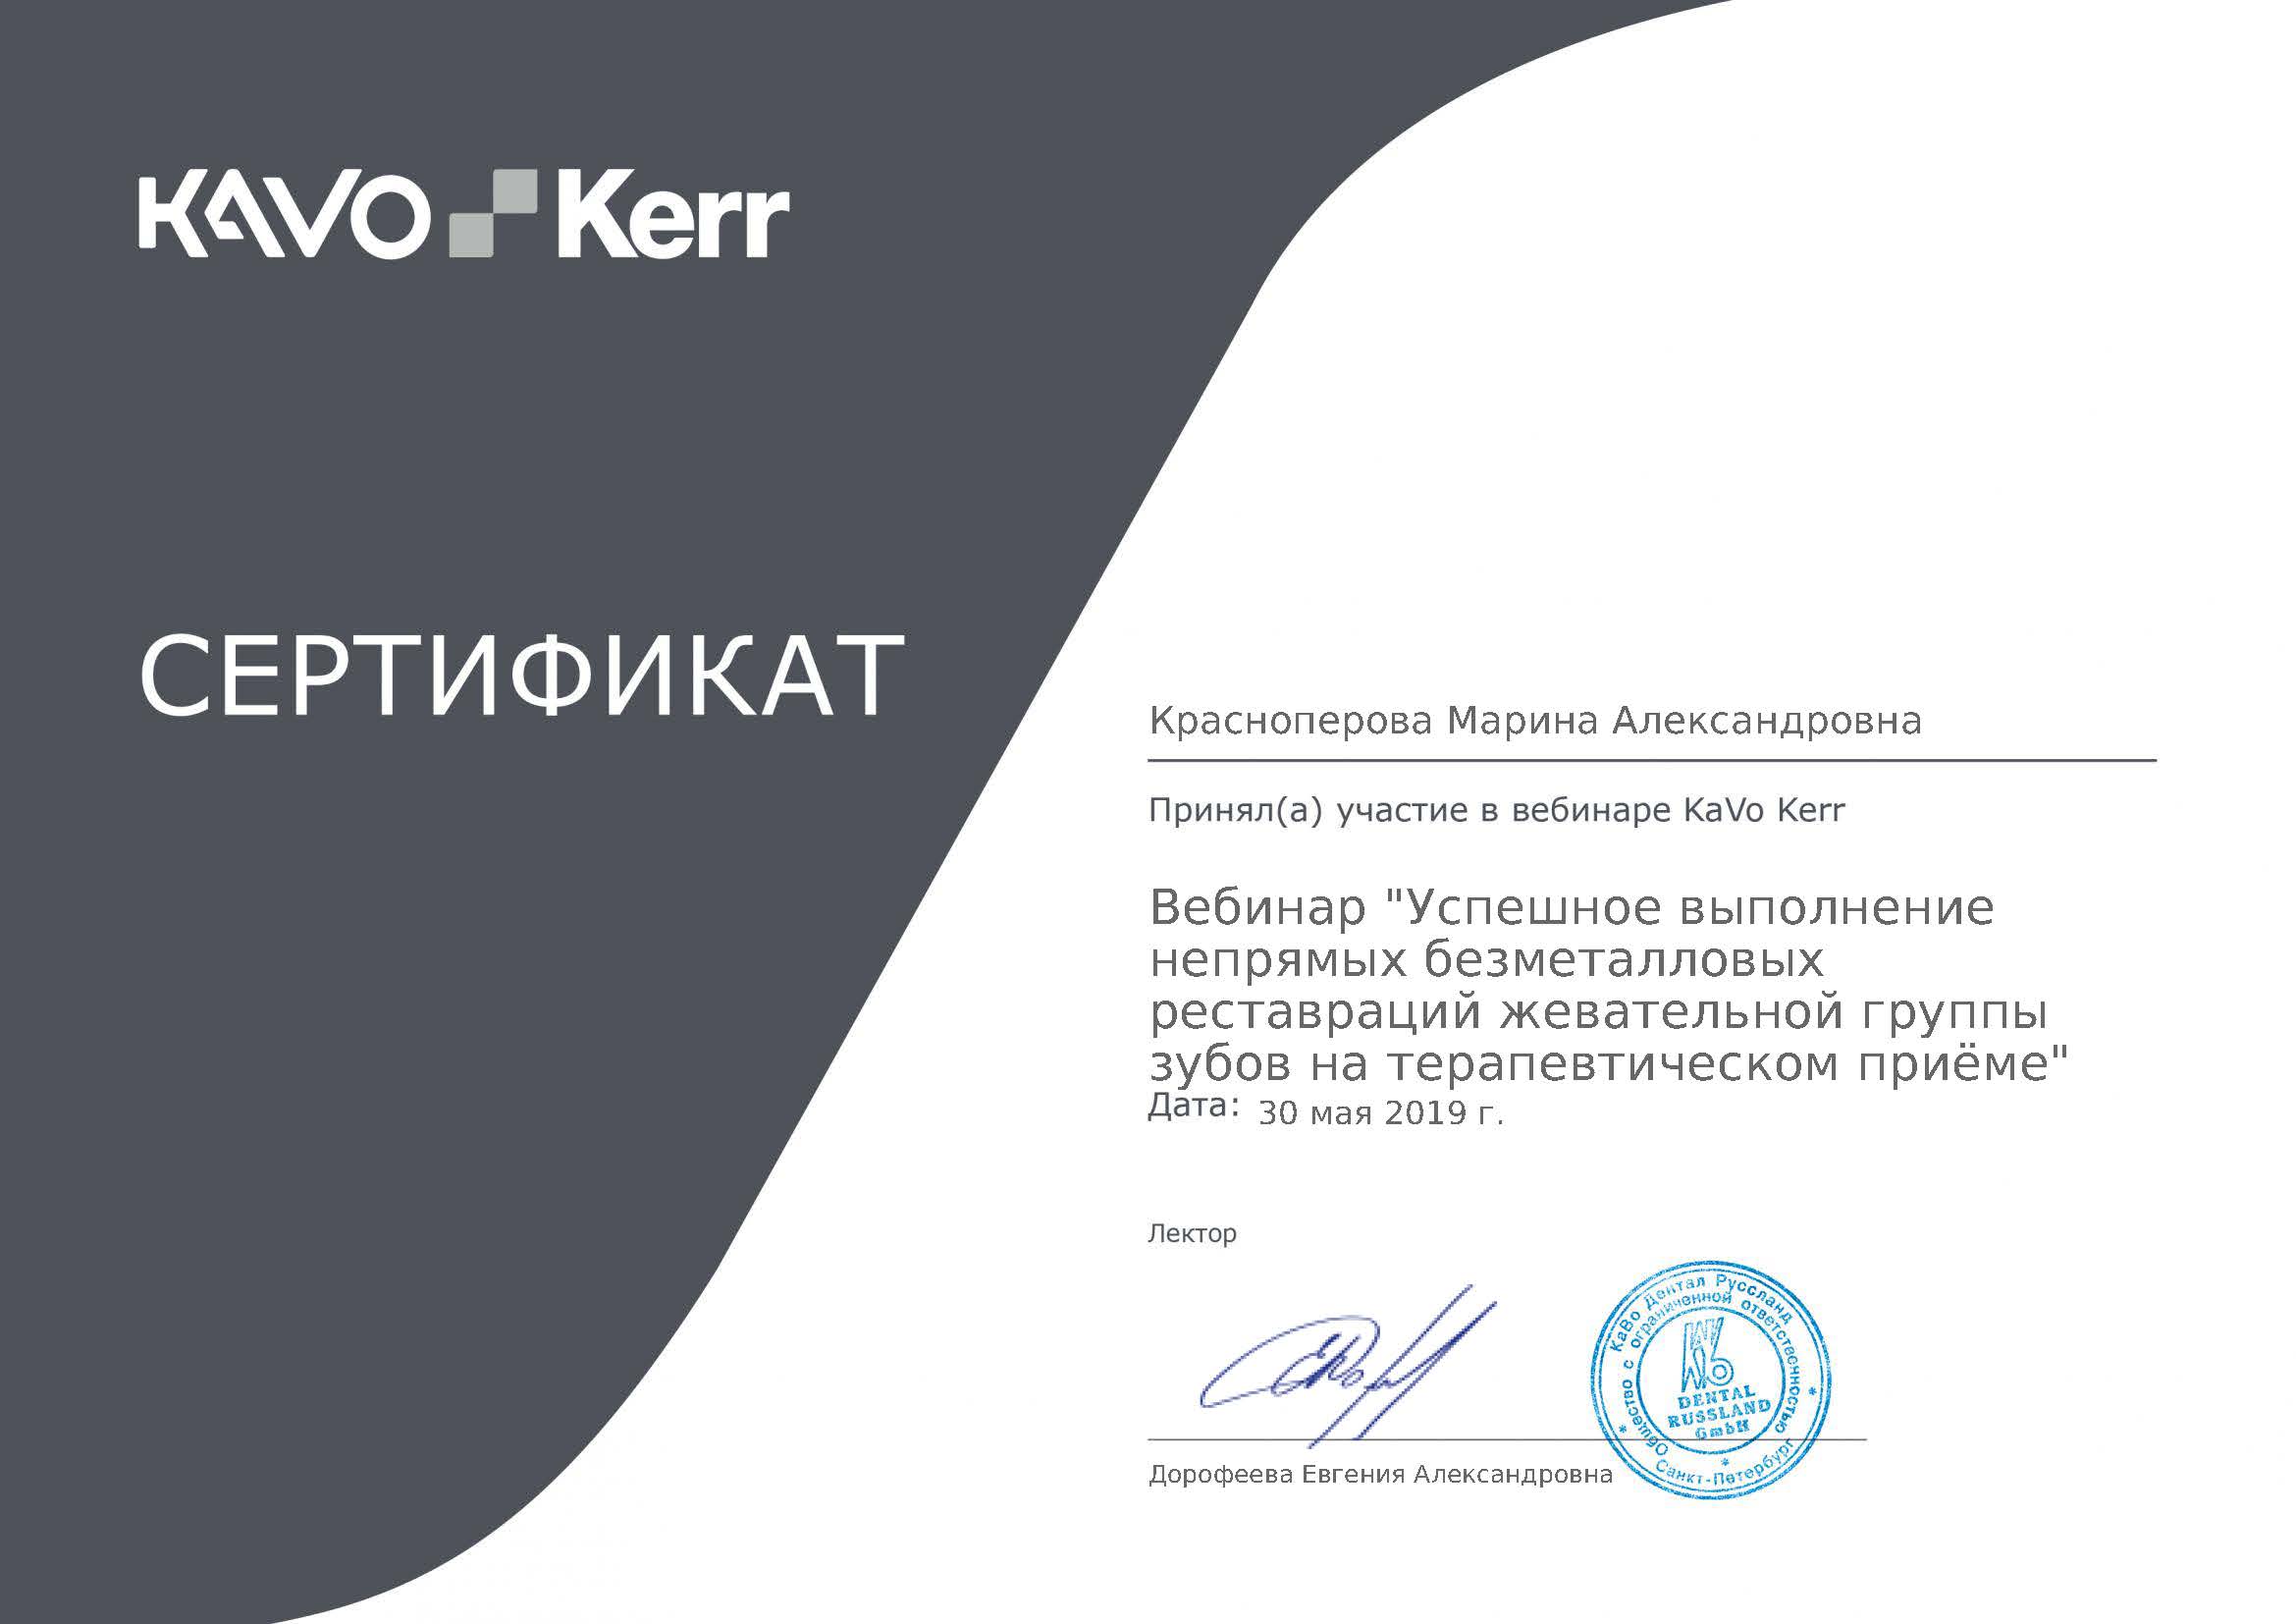 KAVO Kerr
СЕРТИФИКАТ
Красноперова Марина Александровна
Принял(а) участие в вебинаре KaVo Kerr
Вебинар "Успешное выполнение
непрямых безметалловых
реставраций жевательной группы
зубов на терапевтическом приёме"
Дата: 30 мая 2019 г.
Лектор
КаВо Дентал Руссланд
Общество с ограниченной ответственностью
DENTAL
RUSSLAND
GmbH
* Санкт-Петербург *
Дорофеева Евгения Александровна